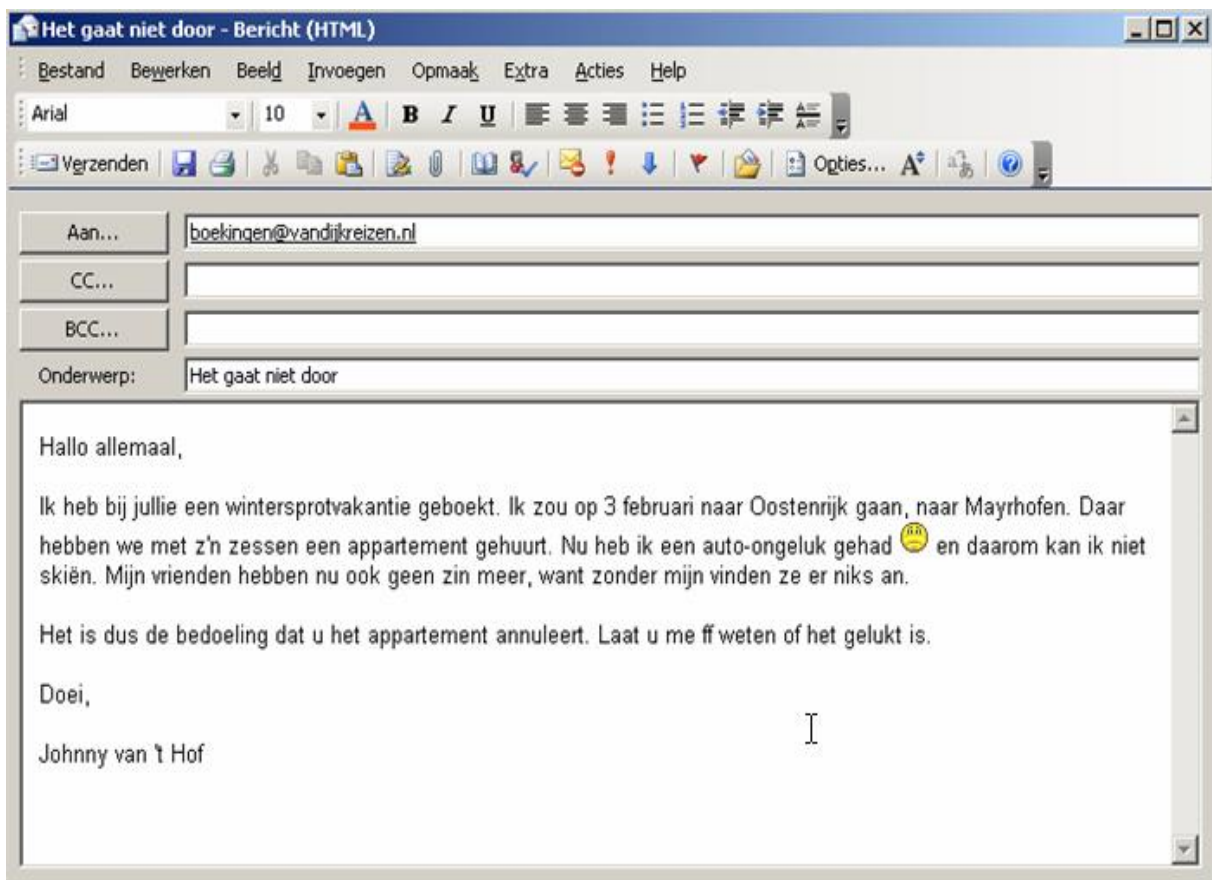 Het gaat niet door - Bericht (HTML)
Bestand Bewerken Beeld Invoegen Opmaak Extra Acties Help
Arial 10 A B I U
Verzenden Opties...
Aan... boekingen@vandijkreizen.nl
CC...
BCC...
Onderwerp: Het gaat niet door
Hallo allemaal,
Ik heb bij jullie een wintersprotvakantie geboekt. Ik zou op 3 februari naar Oostenrijk gaan, naar Mayrhofen. Daar
hebben we met z'n zessen een appartement gehuurt. Nu heb ik een auto-ongeluk gehad en daarom kan ik niet
skiën. Mijn vrienden hebben nu ook geen zin meer, want zonder mijn vinden ze er niks an.
Het is dus de bedoeling dat u het appartement annuleert. Laat u me ff weten of het gelukt is.
Doei,
Johnny van 't Hof